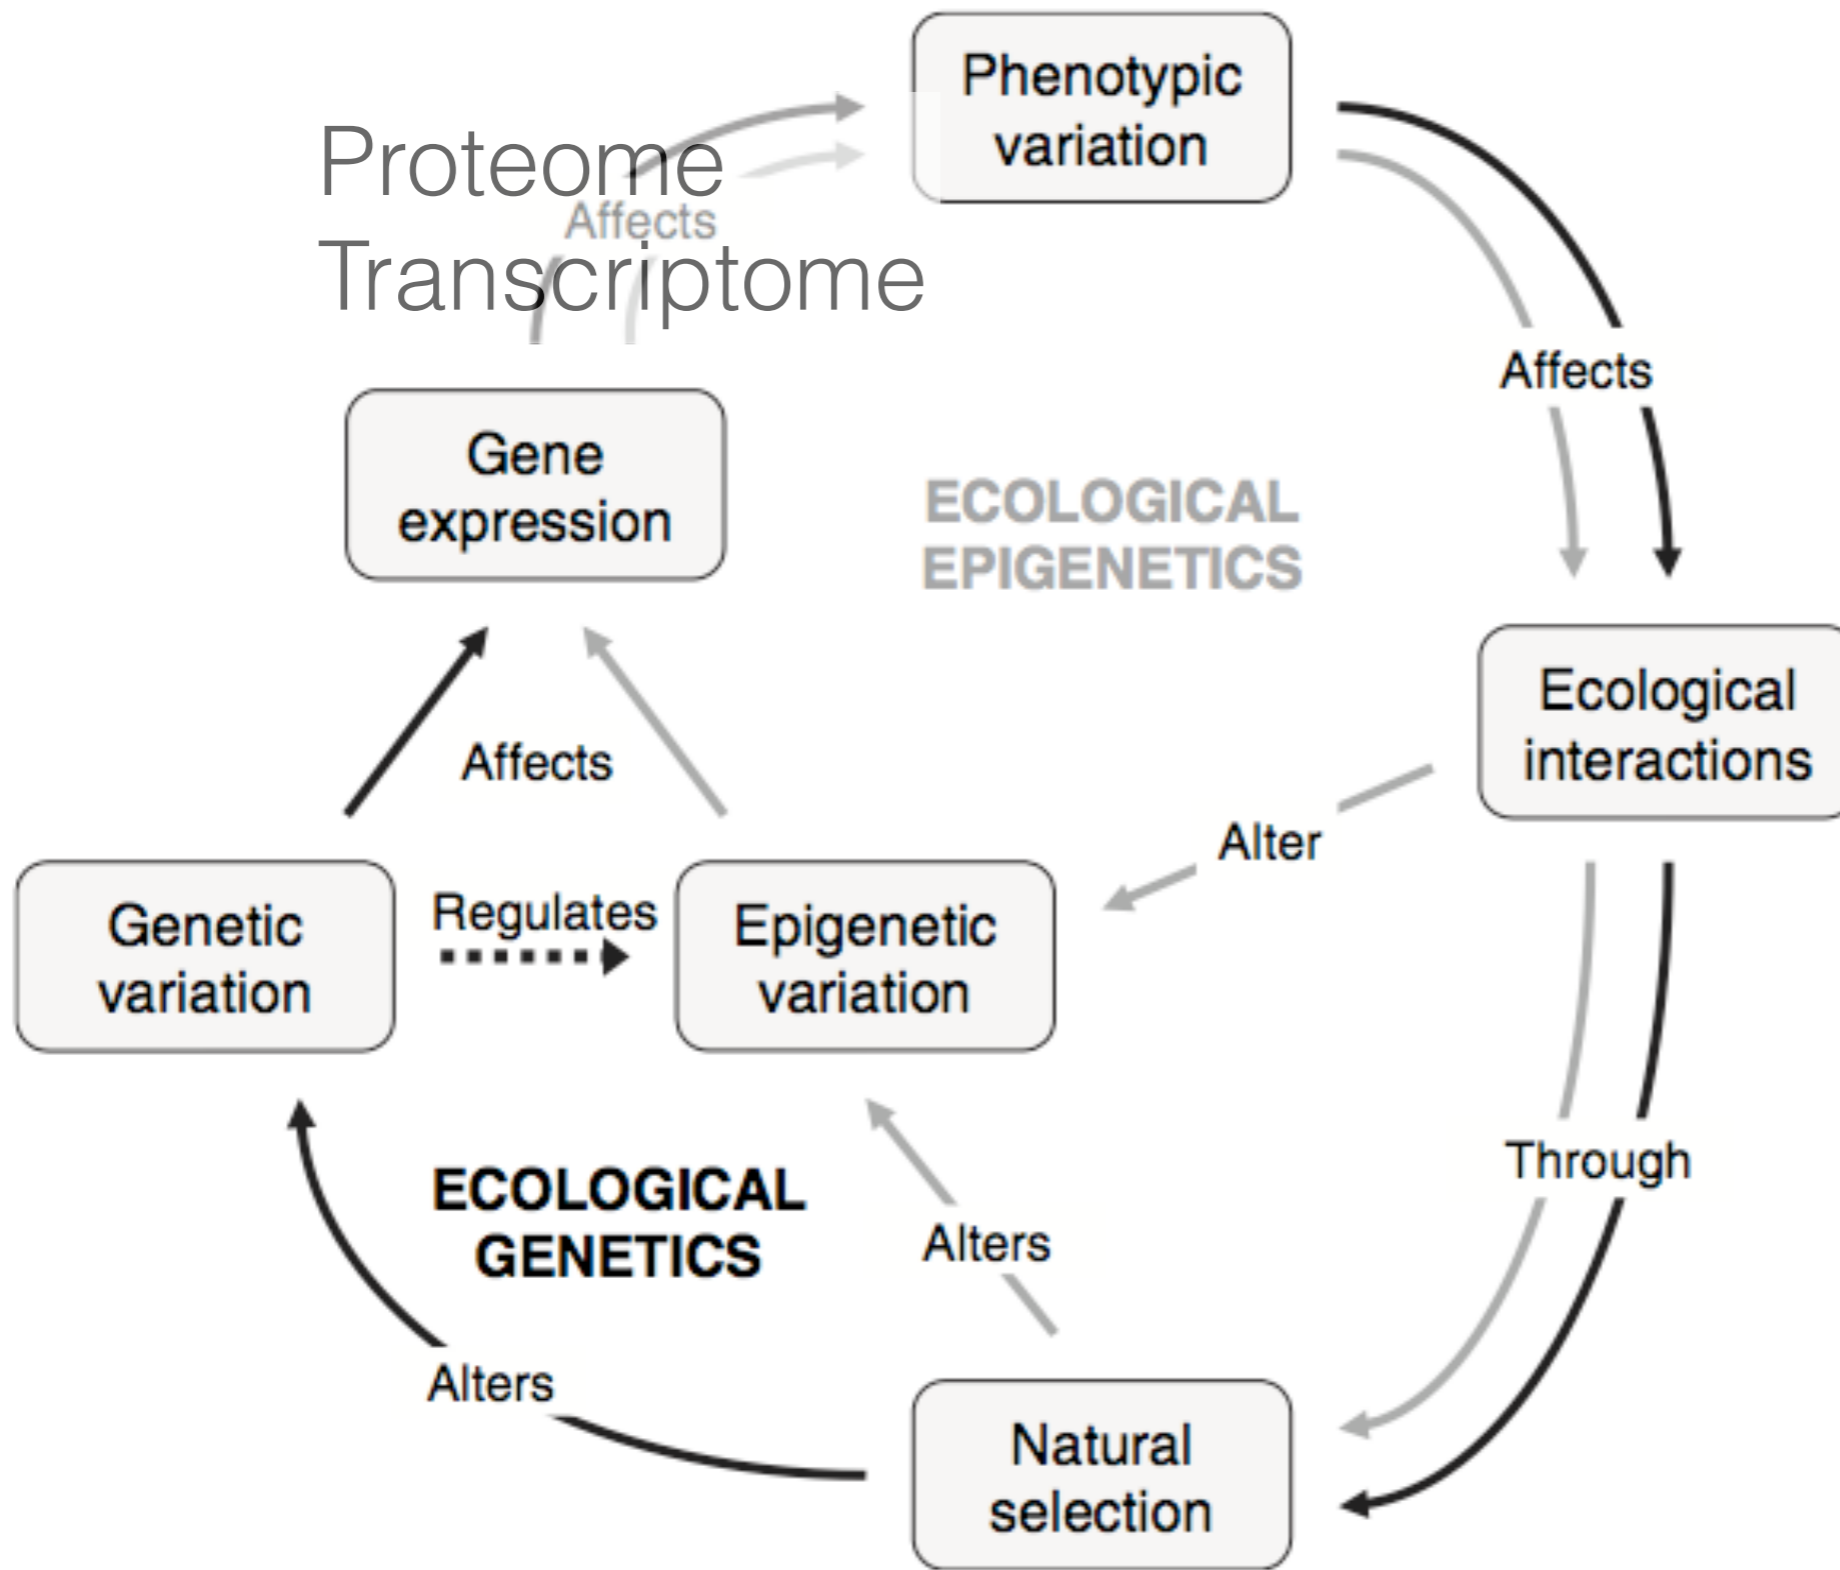 Phenotypic
variation
Proteome
Affects
Transcriptome
Affects
Gene
expression
ECOLOGICAL
EPIGENETICS
Ecological
interactions
Affects
Alter
Genetic
variation
Regulates
Epigenetic
variation
Through
ECOLOGICAL
GENETICS
Alters
Alters
Natural
selection